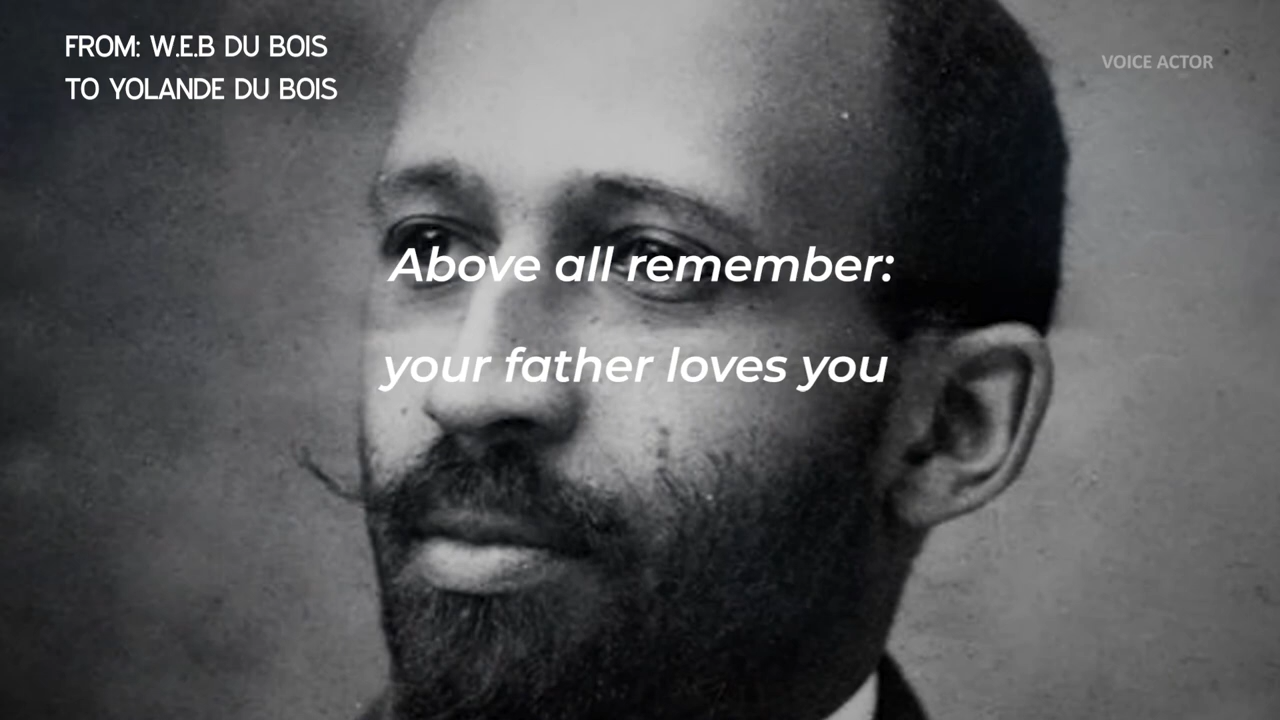 FROM: W.E.B DU BOIS
TO YOLANDE DU BOIS
VOICE ACTOR
Above all remember:
your father loves you